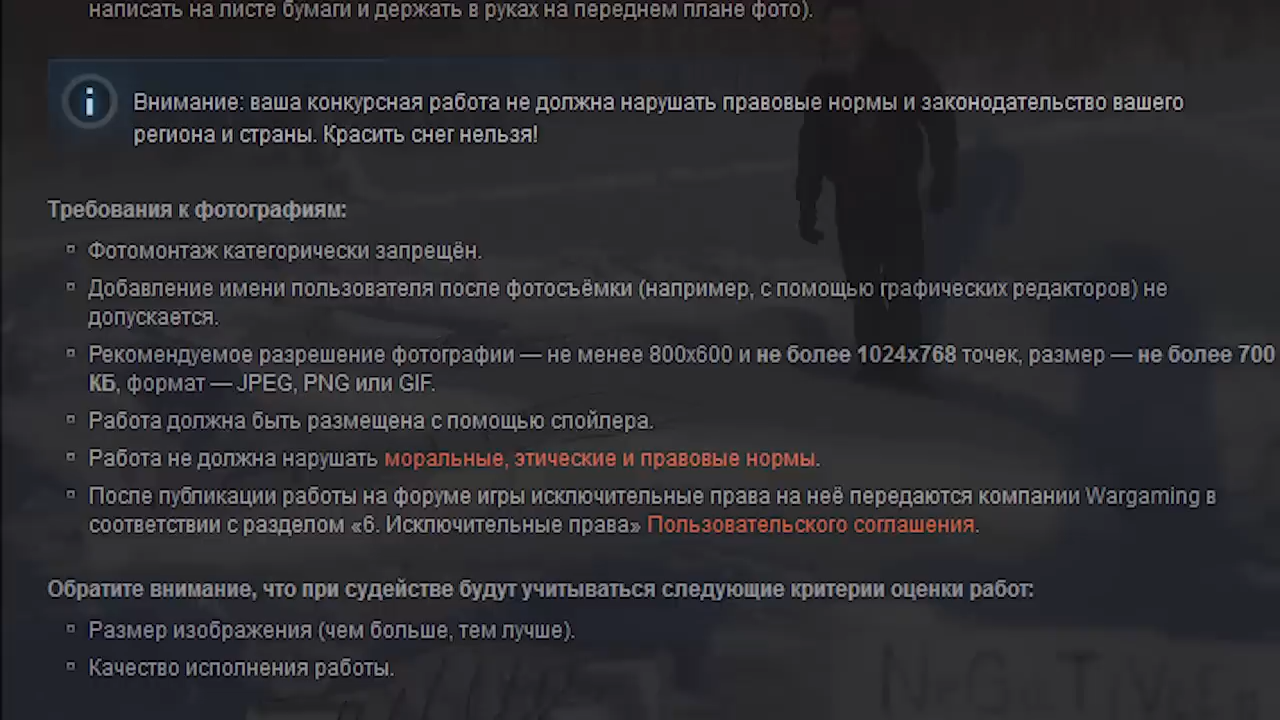 написать на листе бумаги и держать в руках на переднем плане фото).
Внимание: ваша конкурсная работа не должна нарушать правовые нормы и законодательство вашего
региона и страны. Красить снег нельзя!
Требования к фотографиям:
Фотомонтаж категорически запрещён.
Добавление имени пользователя после фотосъёмки (например, с помощью графических редакторов) не
допускается.
Рекомендуемое разрешение фотографии — не менее 800x600 и не более 1024x768 точек, размер — не более 700
КБ, формат — JPEG, PNG или GIF.
Работа должна быть размещена с помощью спойлера.
Работа не должна нарушать моральные, этические и правовые нормы.
После публикации работы на форуме игры исключительные права на неё передаются компании Wargaming в
соответствии с разделом «6. Исключительные права» Пользовательского соглашения.
Обратите внимание, что при судействе будут учитываться следующие критерии оценки работ:
Размер изображения (чем больше, тем лучше).
Качество исполнения работы.